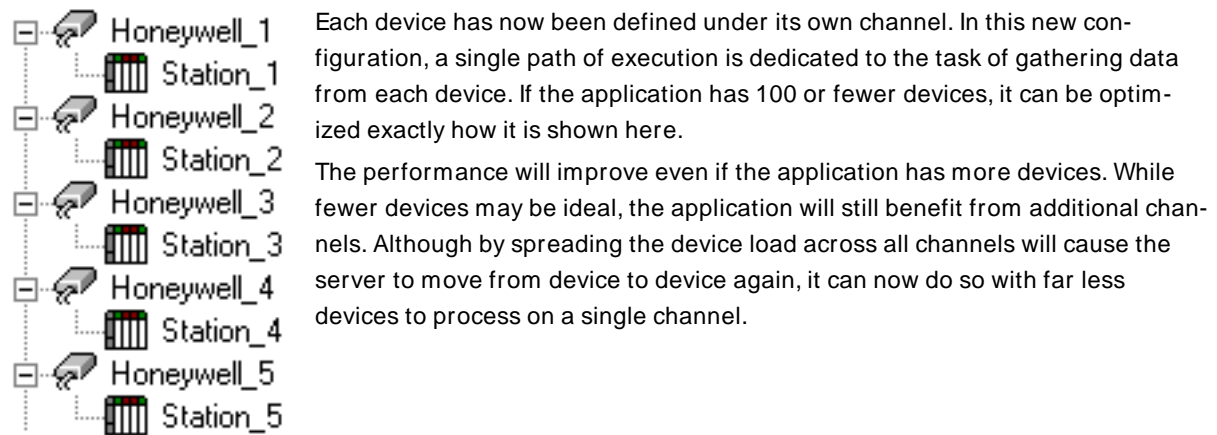 Honeywell_1
Station_1
Honeywell_2
Station_2
Honeywell_3
Station_3
Honeywell_4
Station_4
Honeywell_5
Station_5
Each device has now been defined under its own channel. In this new con-
figuration, a single path of execution is dedicated to the task of gathering data
from each device. If the application has 100 or fewer devices, it can be optim-
ized exactly how it is shown here.
The performance will improve even if the application has more devices. While
fewer devices may be ideal, the application will still benefit from additional chan-
nels. Although by spreading the device load across all channels will cause the
server to move from device to device again, it can now do so with far less
devices to process on a single channel.